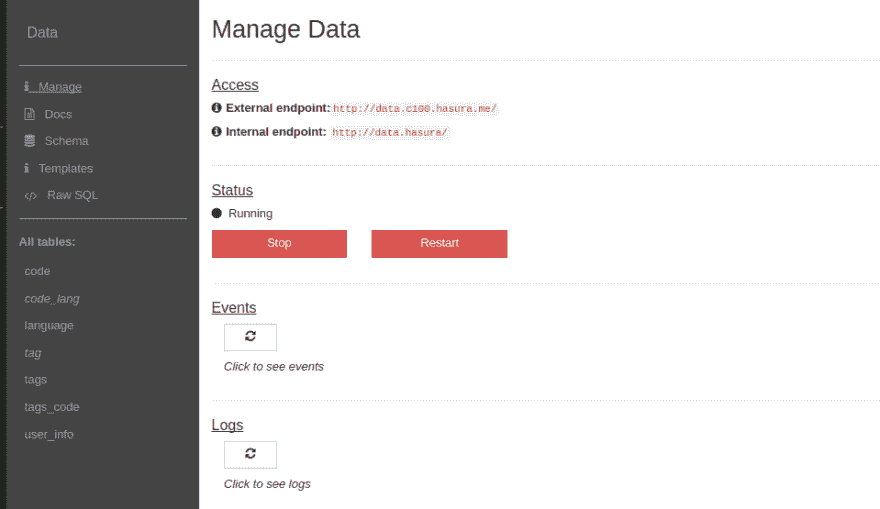 Data
Manage
Docs
Schema
Templates
Raw SQL
All tables:
code
code_lang
language
tag
tags
tags_code
user_info
Manage Data
Access
External endpoint: http://data.c100.hasura.me/
Internal endpoint: http://data.hasura/
Status
Running
Stop Restart
Events
Click to see events
Logs
Click to see logs